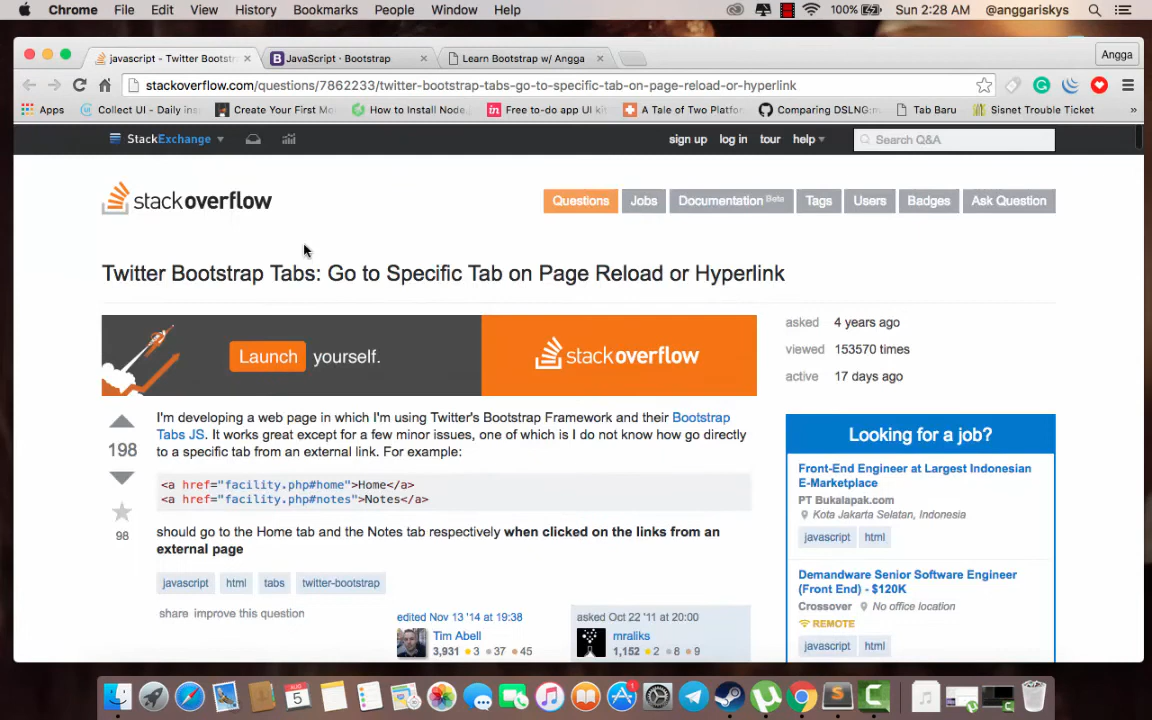 Chrome File Edit View History Bookmarks People Window Help 100% Sun 2:28 AM @anggariskys
javascript - Twitter Bootstr JavaScript · Bootstrap Learn Bootstrap w/ Angga Angga
stackoverflow.com/questions/7862233/twitter-bootstrap-tabs-go-to-specific-tab-on-page-reload-or-hyperlink
Apps Collect UI - Daily ins Create Your First Mo How to Install Node. Free to-do app UI kit A Tale of Two Platfor Comparing DSLNG:m Tab Baru Sisnet Trouble Ticket »
StackExchange sign up log in tour help Search Q&A
stackoverflow Questions Jobs Documentation Beta Tags Users Badges Ask Question
Twitter Bootstrap Tabs: Go to Specific Tab on Page Reload or Hyperlink
Launch yourself. stackoverflow
asked 4 years ago
viewed 153570 times
active 17 days ago
198
98
I'm developing a web page in which I'm using Twitter's Bootstrap Framework and their Bootstrap
Tabs JS. It works great except for a few minor issues, one of which is I do not know how go directly
to a specific tab from an external link. For example:
<a href="facility.php#home">Home</a>
<a href="facility.php#notes">Notes</a>
should go to the Home tab and the Notes tab respectively when clicked on the links from an
external page
javascript html tabs twitter-bootstrap
share improve this question
edited Nov 13 '14 at 19:38
Tim Abell
3,931 3 37 45
asked Oct 22 '11 at 20:00
mraliks
1,152 2 8 9
Looking for a job?
Front-End Engineer at Largest Indonesian
E-Marketplace
PT Bukalapak.com
Kota Jakarta Selatan, Indonesia
javascript html
Demandware Senior Software Engineer
(Front End) - $120K
Crossover No office location
REMOTE
javascript html
5